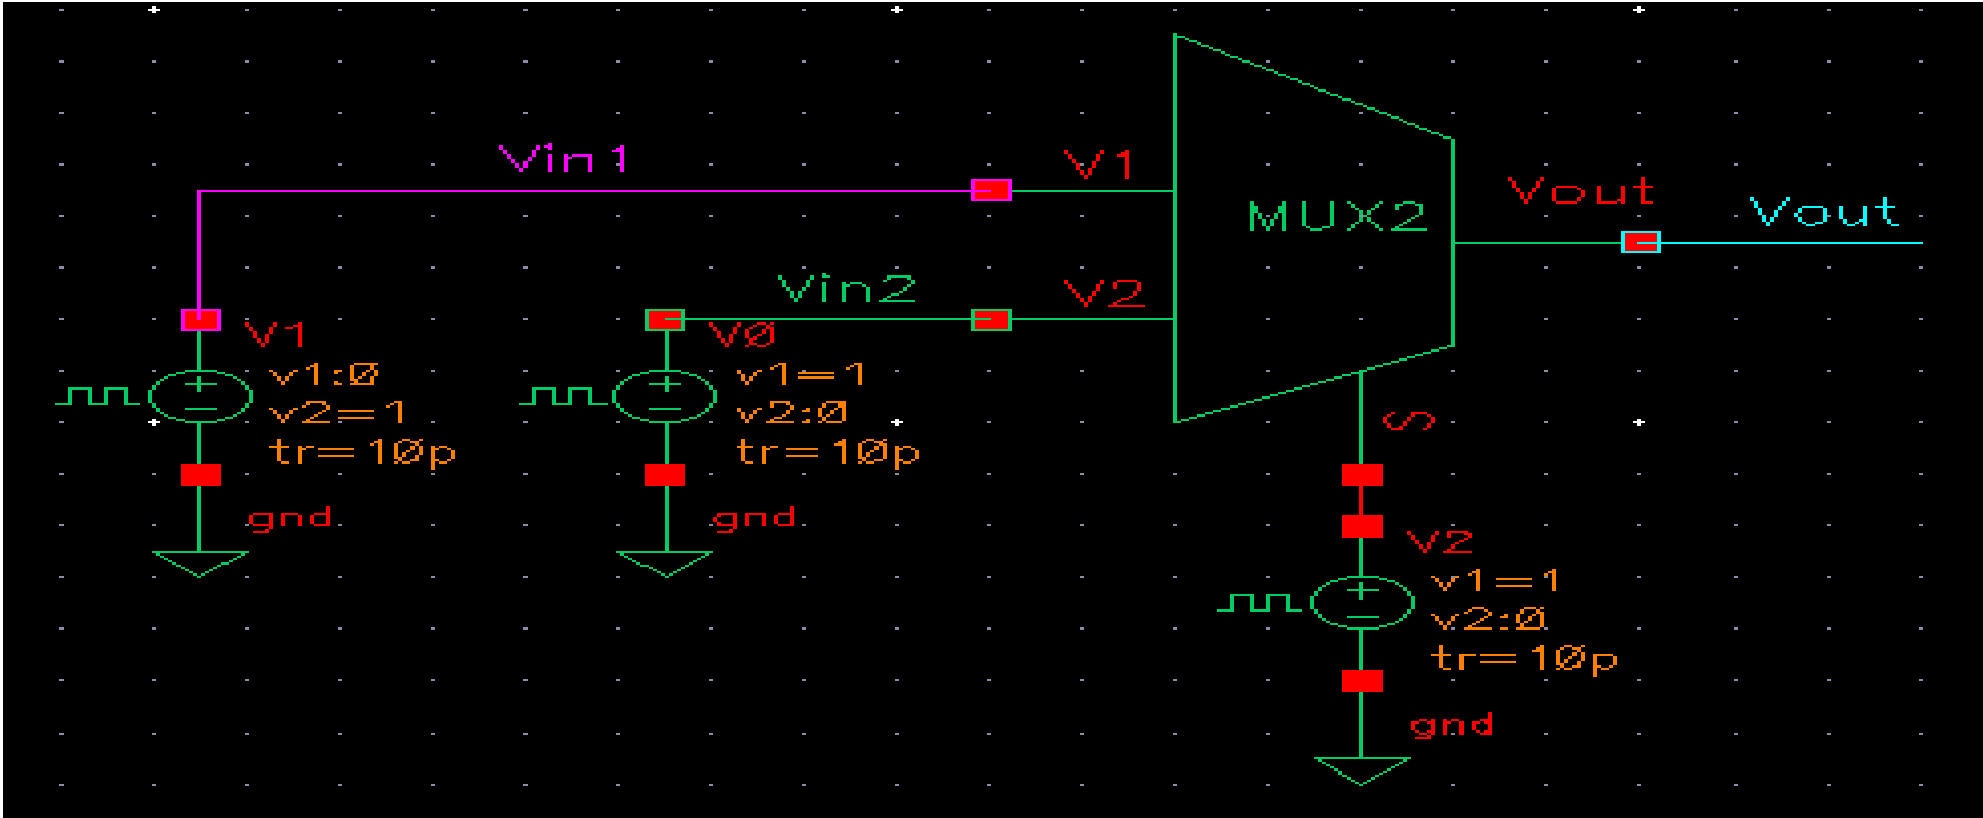 Vin1
V1
MUX2
Vout
Vout
Vin2
V2
V1
v1:0
v2=1
tr=10p
gnd
V0
v1=1
v2:0
tr=10p
gnd
S
V2
v1=1
v2:0
tr=10p
gnd